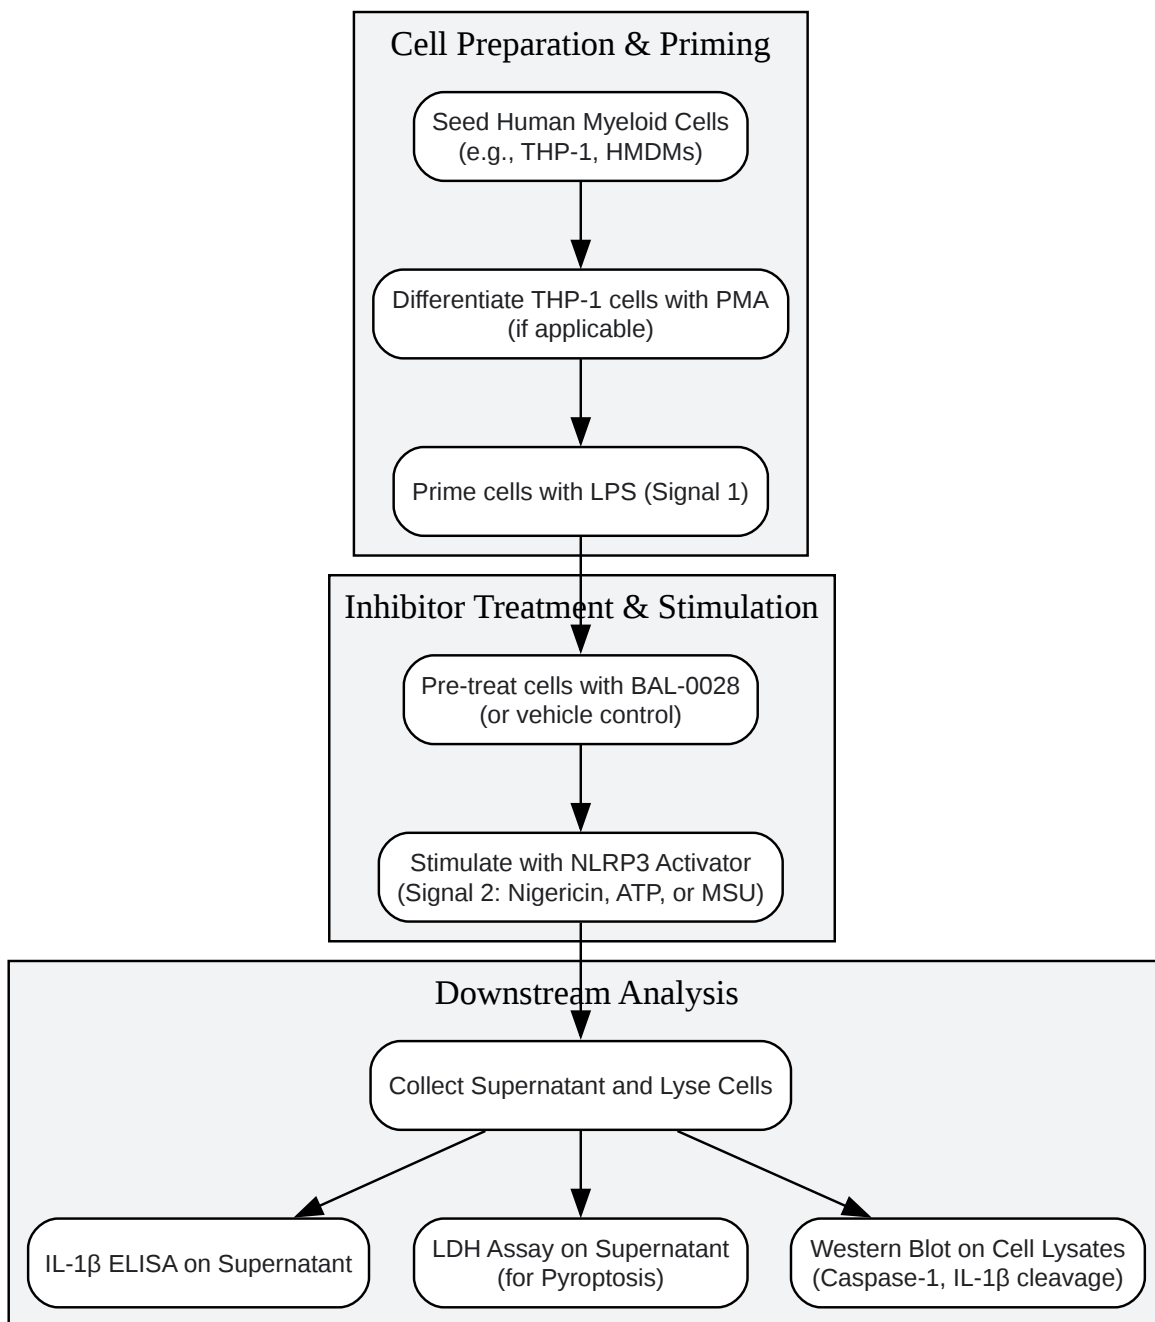 Cell Preparation & Priming
Seed Human Myeloid Cells
(e.g., THP-1, HMDMs)
Differentiate THP-1 cells with PMA
(if applicable)
Prime cells with LPS (Signal 1)
Inhibitor Treatment & Stimulation
Pre-treat cells with BAL-0028
(or vehicle control)
Stimulate with NLRP3 Activator
(Signal 2: Nigericin, ATP, or MSU)
Downstream Analysis
Collect Supernatant and Lyse Cells
IL-1β ELISA on Supernatant
LDH Assay on Supernatant
(for Pyroptosis)
Western Blot on Cell Lysates
(Caspase-1, IL-1β cleavage)